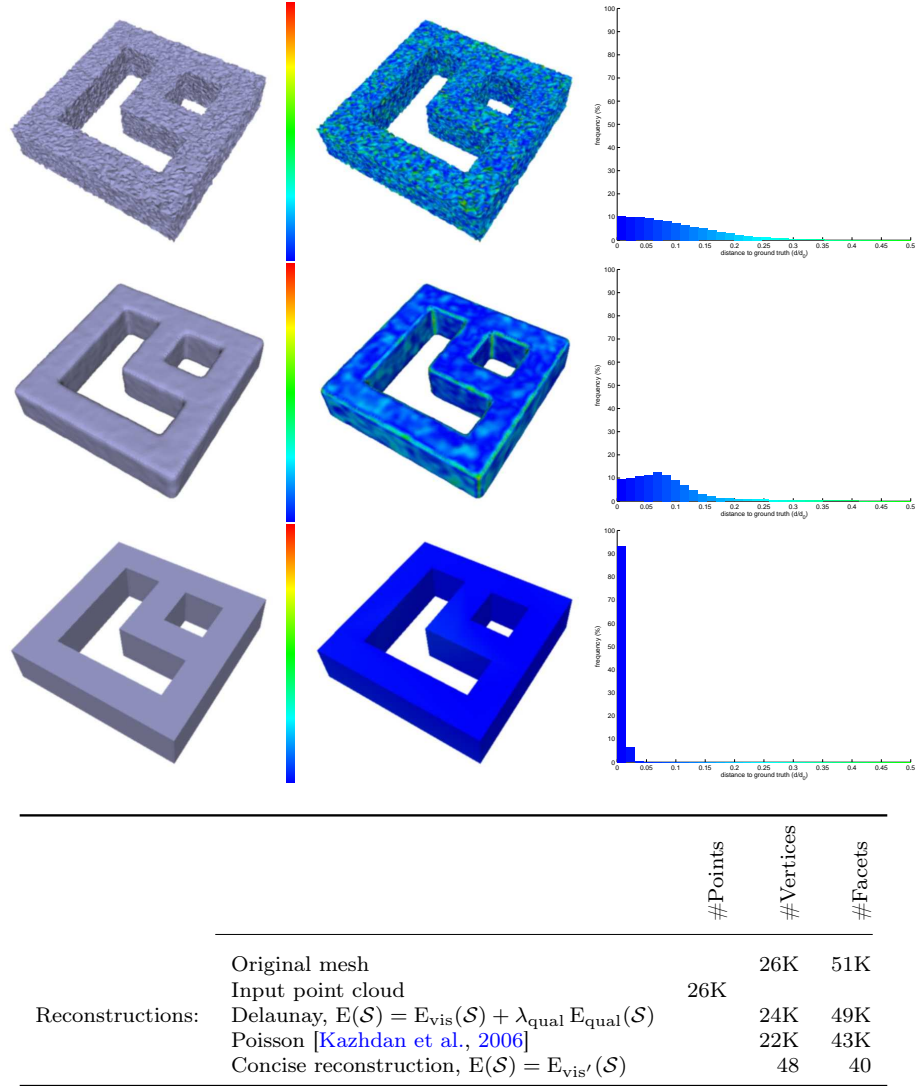 100
90
80
70
60
50
40
30
20
10
0
frequency (%)
0 0.05 0.1 0.15 0.2 0.25 0.3 0.35 0.4 0.45 0.5
distance to ground truth (d/d0)
100
90
80
70
60
50
40
30
20
10
0
frequency (%)
0 0.05 0.1 0.15 0.2 0.25 0.3 0.35 0.4 0.45 0.5
distance to ground truth (d/d0)
100
90
80
70
60
50
40
30
20
10
0
frequency (%)
0 0.05 0.1 0.15 0.2 0.25 0.3 0.35 0.4 0.45 0.5
distance to ground truth (d/d0)
#Points #Vertices #Facets
Original mesh 26K 51K
Input point cloud 26K
Reconstructions: Delaunay, E(𝒮) = E_vis(𝒮) + λ_qual E_qual(𝒮) 24K 49K
Poisson [Kazhdan et al., 2006] 22K 43K
Concise reconstruction, E(𝒮) = E_vis′(𝒮) 48 40